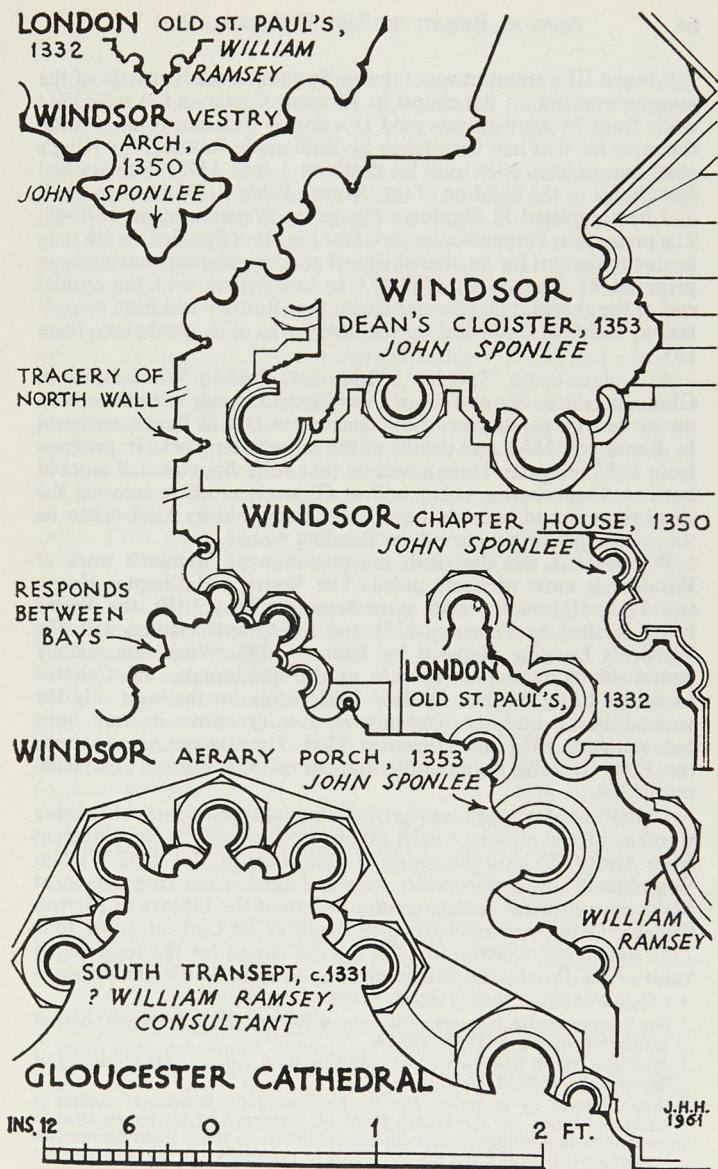 LONDON OLD ST. PAUL'S,
1332 WILLIAM
RAMSEY
WINDSOR VESTRY
ARCH,
1350
JOHN SPONLEE
WINDSOR
DEAN'S CLOISTER, 1353
JOHN SPONLEE
TRACERY OF
NORTH WALL
WINDSOR CHAPTER HOUSE, 1350
JOHN SPONLEE
RESPONDS
BETWEEN
BAYS
LONDON
OLD ST. PAUL'S, 1332
WINDSOR AERARY PORCH, 1353
JOHN SPONLEE
WILLIAM
RAMSEY
SOUTH TRANSEPT, c.1331
? WILLIAM RAMSEY,
CONSULTANT
GLOUCESTER CATHEDRAL
J.H.H.
1961
INS. 12 6 0 1 2 FT.